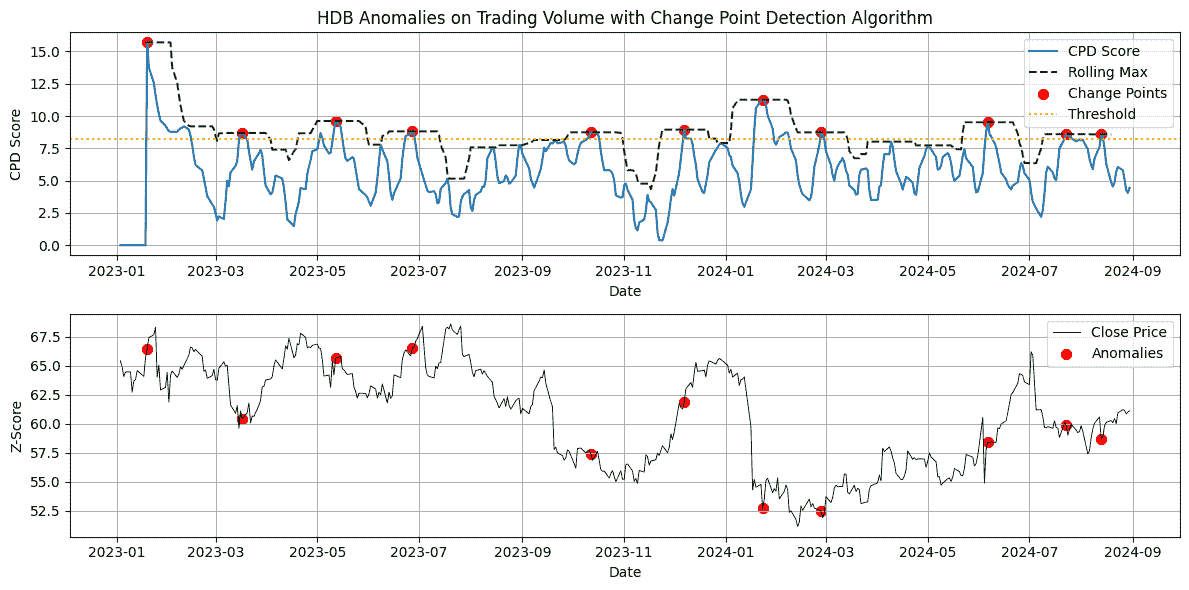 HDB Anomalies on Trading Volume with Change Point Detection Algorithm
CPD Score
15.0
12.5
10.0
7.5
5.0
2.5
0.0
CPD Score
Rolling Max
Change Points
Threshold
2023-01 2023-03 2023-05 2023-07 2023-09 2023-11 2024-01 2024-03 2024-05 2024-07 2024-09
Date
Z-Score
67.5
65.0
62.5
60.0
57.5
55.0
52.5
Close Price
Anomalies
2023-01 2023-03 2023-05 2023-07 2023-09 2023-11 2024-01 2024-03 2024-05 2024-07 2024-09
Date